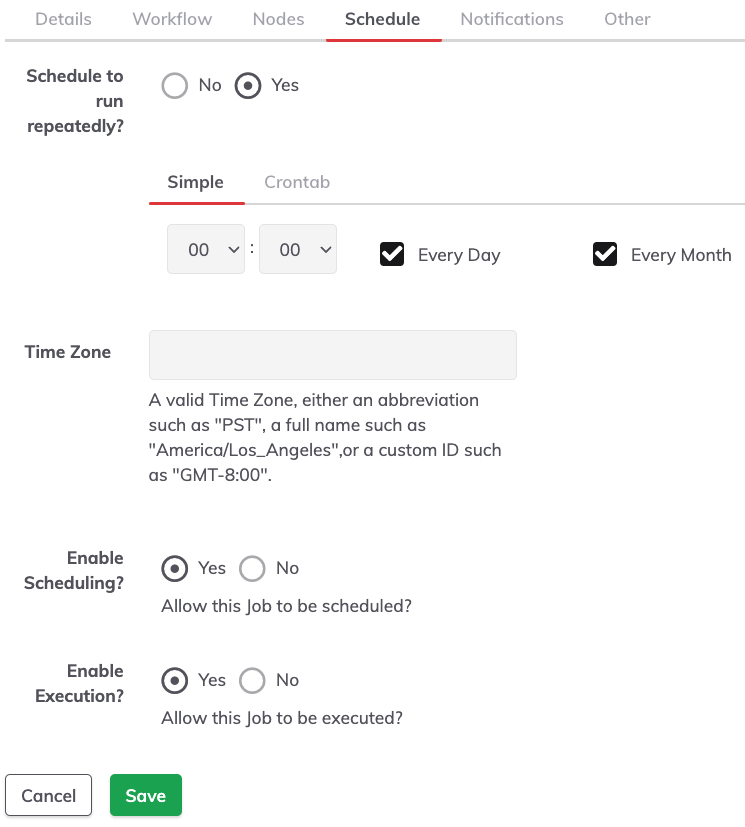 Details Workflow Nodes Schedule Notifications Other
Schedule to
run
repeatedly?
No Yes
Simple Crontab
00 : 00 Every Day Every Month
Time Zone
A valid Time Zone, either an abbreviation
such as "PST", a full name such as
"America/Los_Angeles",or a custom ID such
as "GMT-8:00".
Enable
Scheduling?
Yes No
Allow this Job to be scheduled?
Enable
Execution?
Yes No
Allow this Job to be executed?
Cancel Save